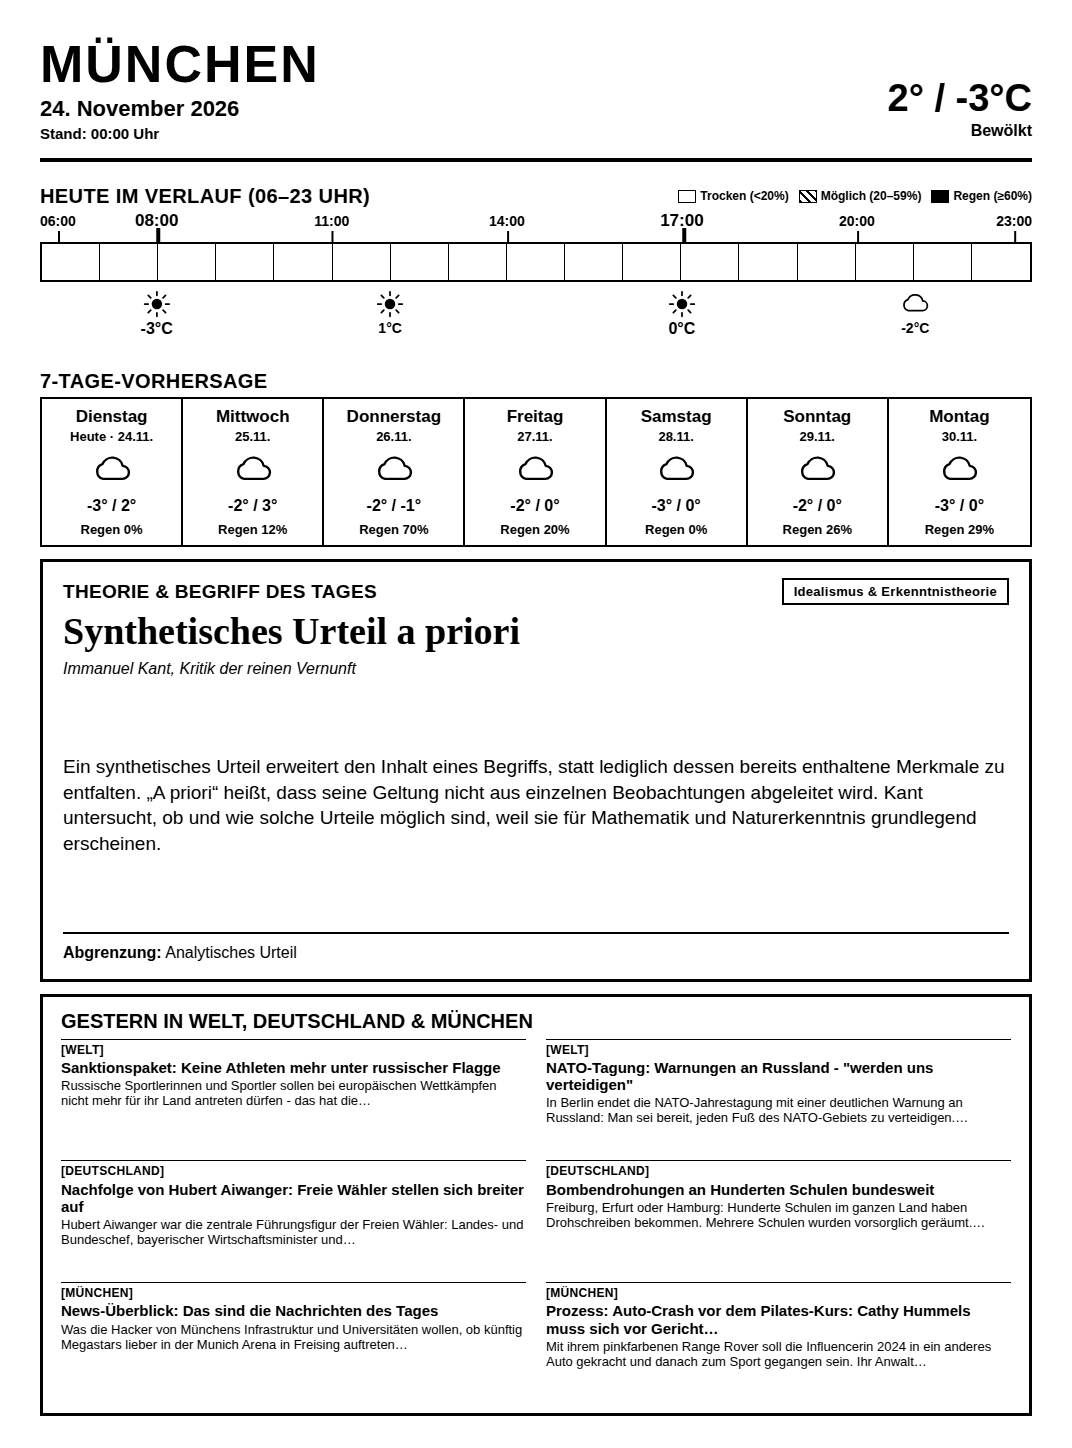 MÜNCHEN
24. November 2026
Stand: 00:00 Uhr
2° / -3°C
Bewölkt
HEUTE IM VERLAUF (06–23 UHR)
Trocken (<20%) Möglich (20–59%) Regen (≥60%)
06:00 08:00 11:00 14:00 17:00 20:00 23:00
-3°C 1°C 0°C -2°C
7-TAGE-VORHERSAGE
Dienstag Mittwoch Donnerstag Freitag Samstag Sonntag Montag
Heute · 24.11. 25.11. 26.11. 27.11. 28.11. 29.11. 30.11.
-3° / 2° -2° / 3° -2° / -1° -2° / 0° -3° / 0° -2° / 0° -3° / 0°
Regen 0% Regen 12% Regen 70% Regen 20% Regen 0% Regen 26% Regen 29%
THEORIE & BEGRIFF DES TAGES
Idealismus & Erkenntnistheorie
Synthetisches Urteil a priori
Immanuel Kant, Kritik der reinen Vernunft
Ein synthetisches Urteil erweitert den Inhalt eines Begriffs, statt lediglich dessen bereits enthaltene Merkmale zu
entfalten. „A priori“ heißt, dass seine Geltung nicht aus einzelnen Beobachtungen abgeleitet wird. Kant
untersucht, ob und wie solche Urteile möglich sind, weil sie für Mathematik und Naturerkenntnis grundlegend
erscheinen.
Abgrenzung: Analytisches Urteil
GESTERN IN WELT, DEUTSCHLAND & MÜNCHEN
[WELT]
Sanktionspaket: Keine Athleten mehr unter russischer Flagge
Russische Sportlerinnen und Sportler sollen bei europäischen Wettkämpfen
nicht mehr für ihr Land antreten dürfen - das hat die…
[WELT]
NATO-Tagung: Warnungen an Russland - "werden uns
verteidigen"
In Berlin endet die NATO-Jahrestagung mit einer deutlichen Warnung an
Russland: Man sei bereit, jeden Fuß des NATO-Gebiets zu verteidigen.…
[DEUTSCHLAND]
Nachfolge von Hubert Aiwanger: Freie Wähler stellen sich breiter
auf
Hubert Aiwanger war die zentrale Führungsfigur der Freien Wähler: Landes- und
Bundeschef, bayerischer Wirtschaftsminister und…
[DEUTSCHLAND]
Bombendrohungen an Hunderten Schulen bundesweit
Freiburg, Erfurt oder Hamburg: Hunderte Schulen im ganzen Land haben
Drohschreiben bekommen. Mehrere Schulen wurden vorsorglich geräumt.…
[MÜNCHEN]
News-Überblick: Das sind die Nachrichten des Tages
Was die Hacker von Münchens Infrastruktur und Universitäten wollen, ob künftig
Megastars lieber in der Munich Arena in Freising auftreten…
[MÜNCHEN]
Prozess: Auto-Crash vor dem Pilates-Kurs: Cathy Hummels
muss sich vor Gericht…
Mit ihrem pinkfarbenen Range Rover soll die Influencerin 2024 in ein anderes
Auto gekracht und danach zum Sport gegangen sein. Ihr Anwalt…